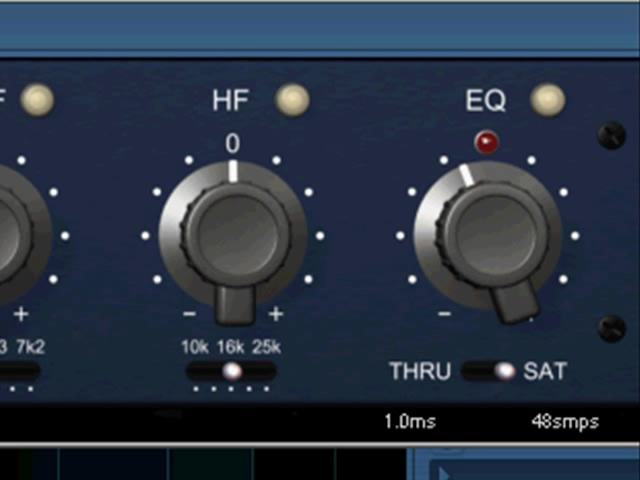 F HF EQ
0
+ - + -
3 7k2 10k 16k 25k
THRU SAT
1.0ms 48smps